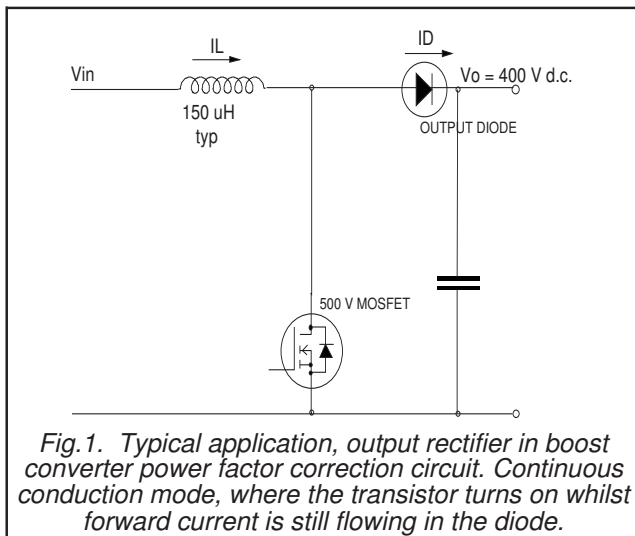 IL
ID
Vin
Vo = 400 V d.c.
150 uH
typ
OUTPUT DIODE
500 V MOSFET
Fig.1. Typical application, output rectifier in boost
converter power factor correction circuit. Continuous
conduction mode, where the transistor turns on whilst
forward current is still flowing in the diode.